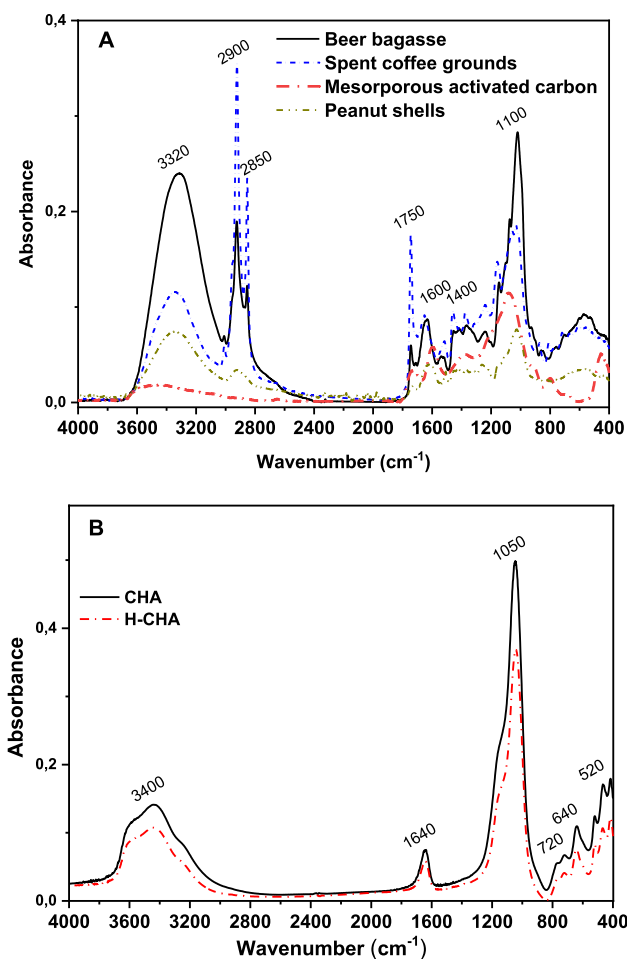 A
Beer bagasse
Spent coffee grounds
Mesorporous activated carbon
Peanut shells
3320
2900
2850
1750
1600
1400
1100
0,4
0,2
0,0
Absorbance
4000 3600 3200 2800 2400 2000 1600 1200 800 400
Wavenumber (cm-1)
B
CHA
H-CHA
3400
1640
1050
720
640
520
0,4
0,2
0,0
Absorbance
4000 3600 3200 2800 2400 2000 1600 1200 800 400
Wavenumber (cm-1)